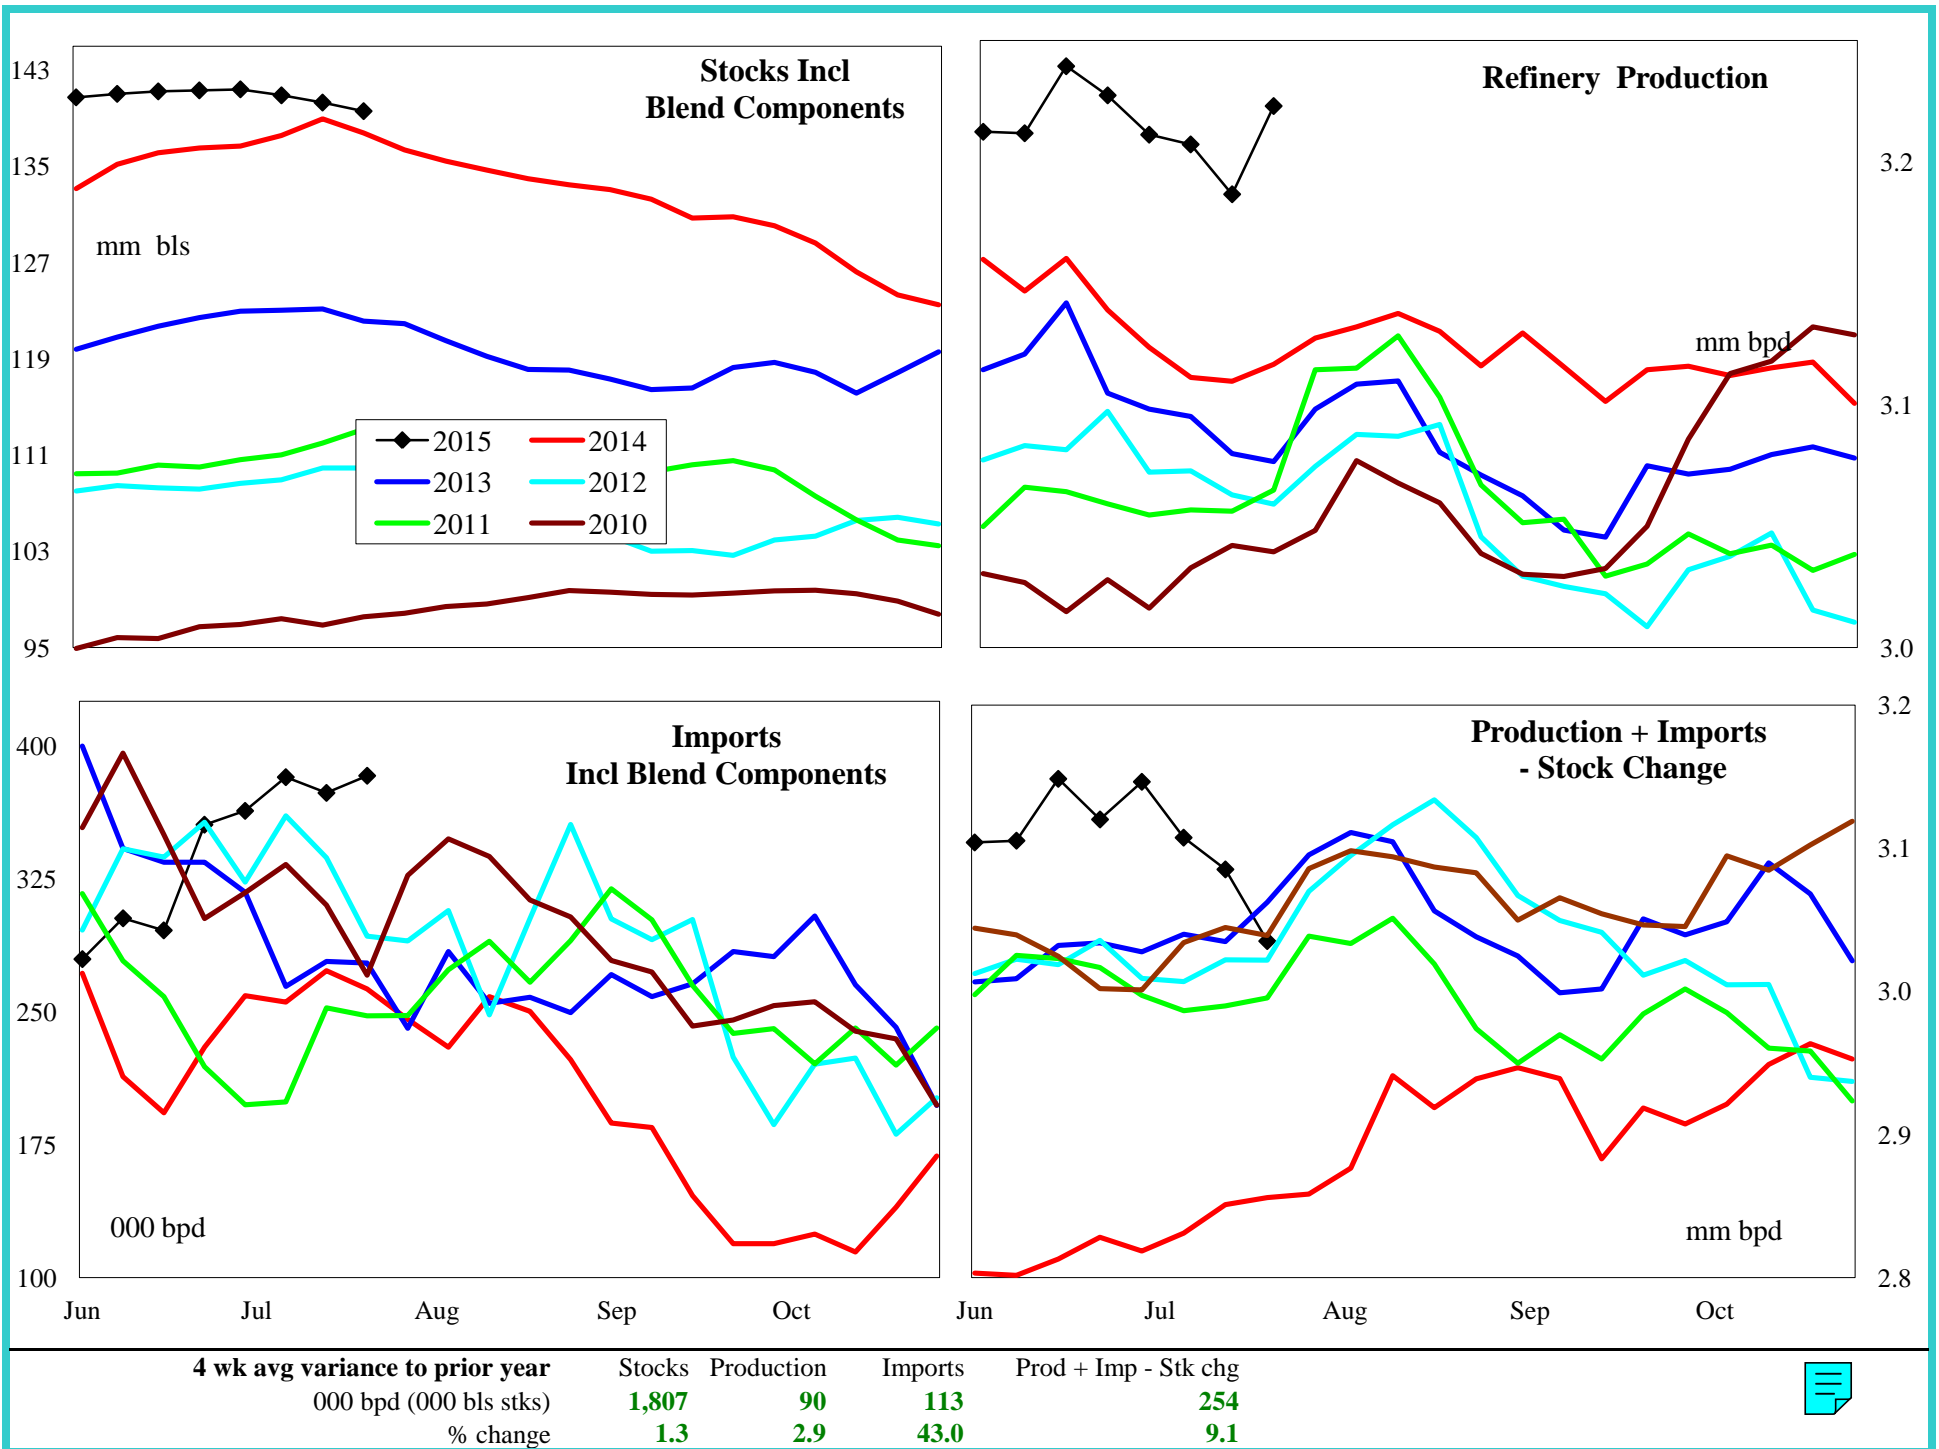 Stocks Incl
Blend Components
143
135
127
119
111
103
95
mm bls
2015 2014
2013 2012
2011 2010
Refinery Production
mm bpd
3.2
3.1
3.0
Imports
Incl Blend Components
400
325
250
175
100
000 bpd
Jun Jul Aug Sep Oct
Production + Imports
- Stock Change
3.2
3.1
3.0
2.9
2.8
mm bpd
Jun Jul Aug Sep Oct
4 wk avg variance to prior year Stocks Production Imports Prod + Imp - Stk chg
000 bpd (000 bls stks) 1,807 90 113 254
% change 1.3 2.9 43.0 9.1